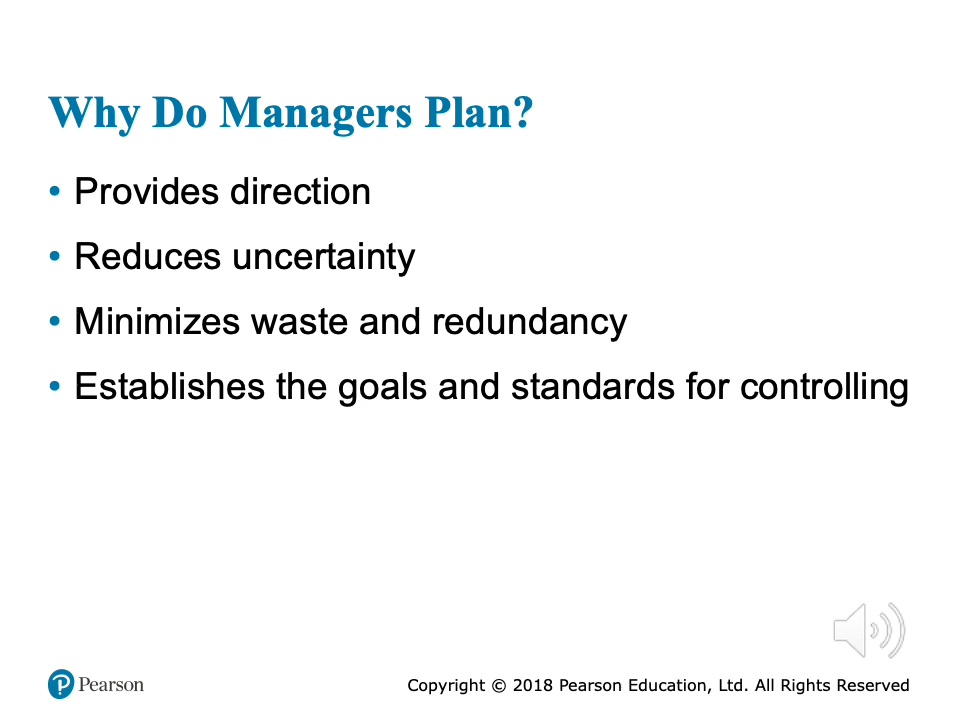 Why Do Managers Plan?
• Provides direction
• Reduces uncertainty
• Minimizes waste and redundancy
• Establishes the goals and standards for controlling
Pearson
Copyright © 2018 Pearson Education, Ltd. All Rights Reserved